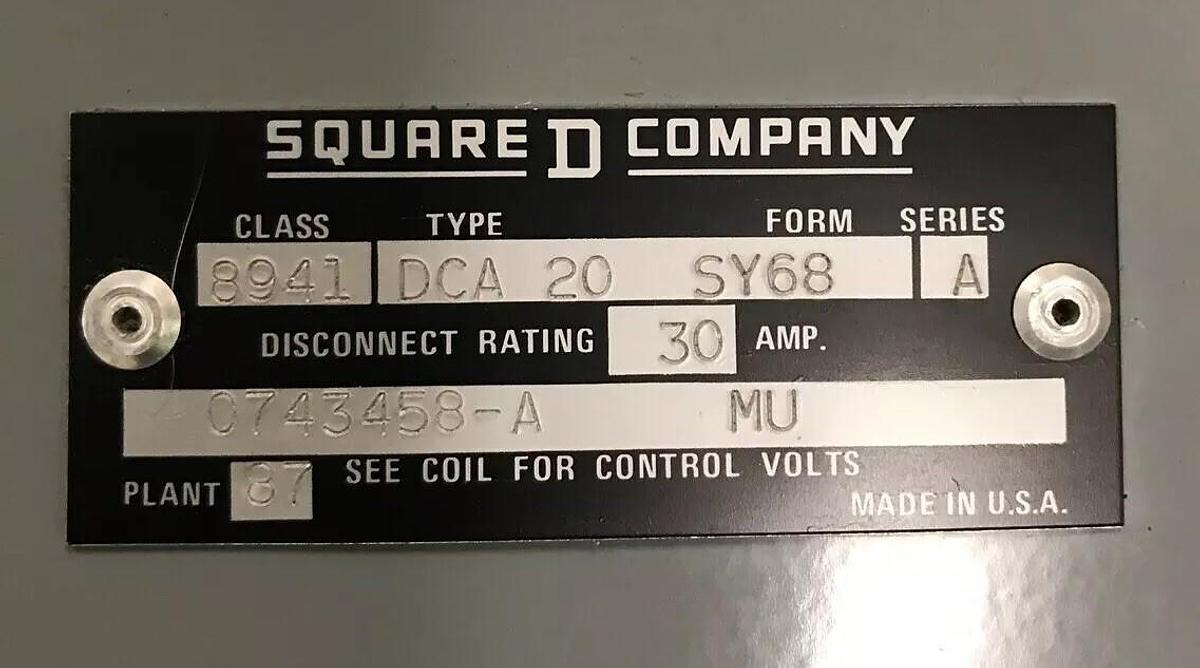 SQUARE D COMPANY
CLASS TYPE FORM SERIES
8941 DCA 20 SY68 A
DISCONNECT RATING 30 AMP.
0743458-A MU
SEE COIL FOR CONTROL VOLTS
PLANT 87
MADE IN U.S.A.